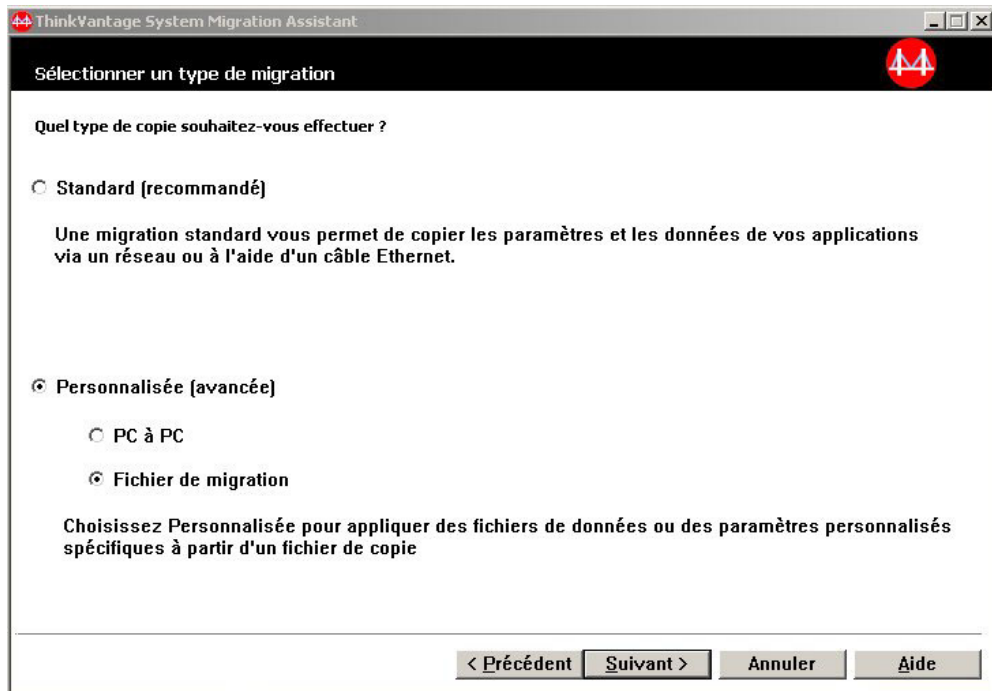 ThinkVantage System Migration Assistant
Sélectionner un type de migration
Quel type de copie souhaitez-vous effectuer ?
Standard (recommandé)
Une migration standard vous permet de copier les paramètres et les données de vos applications
via un réseau ou à l'aide d'un câble Ethernet.
Personnalisée (avancée)
PC à PC
Fichier de migration
Choisissez Personnalisée pour appliquer des fichiers de données ou des paramètres personnalisés
spécifiques à partir d'un fichier de copie
< Précédent Suivant > Annuler Aide